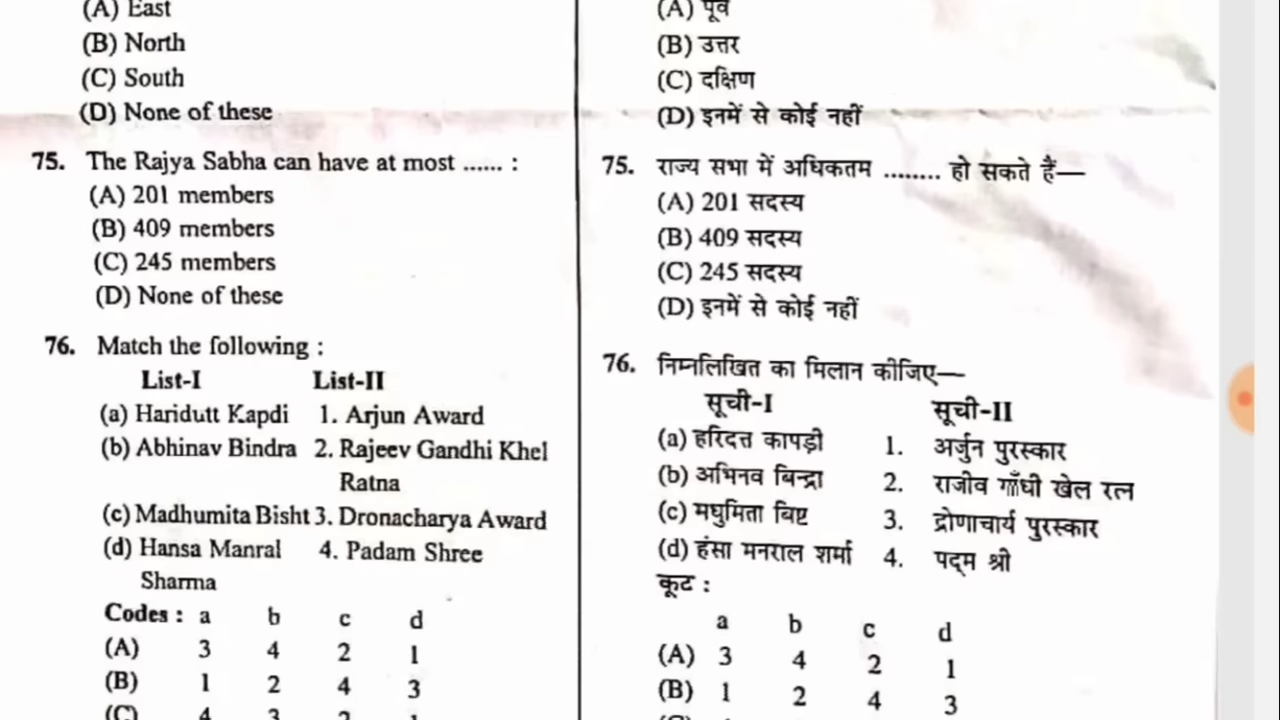 (A) East
(B) North
(C) South
(D) None of these
75. The Rajya Sabha can have at most ...... :
(A) 201 members
(B) 409 members
(C) 245 members
(D) None of these
76. Match the following :
List-I List-II
(a) Haridutt Kapdi 1. Arjun Award
(b) Abhinav Bindra 2. Rajeev Gandhi Khel
Ratna
(c) Madhumita Bisht 3. Dronacharya Award
(d) Hansa Manral 4. Padam Shree
Sharma
Codes : a b c d
(A) 3 4 2 1
(B) 1 2 4 3
(C) 4 3 2 1
(A) पूर्व
(B) उत्तर
(C) दक्षिण
(D) इनमें से कोई नहीं
75. राज्य सभा में अधिकतम ........ हो सकते हैं—
(A) 201 सदस्य
(B) 409 सदस्य
(C) 245 सदस्य
(D) इनमें से कोई नहीं
76. निम्नलिखित का मिलान कीजिए—
सूची-I सूची-II
(a) हरिदत्त कापड़ी 1. अर्जुन पुरस्कार
(b) अभिनव बिन्द्रा 2. राजीव गाँधी खेल रत्न
(c) मधुमिता बिष्ट 3. द्रोणाचार्य पुरस्कार
(d) हंसा मनराल शर्मा 4. पद्म श्री
कूट :
a b c d
(A) 3 4 2 1
(B) 1 2 4 3